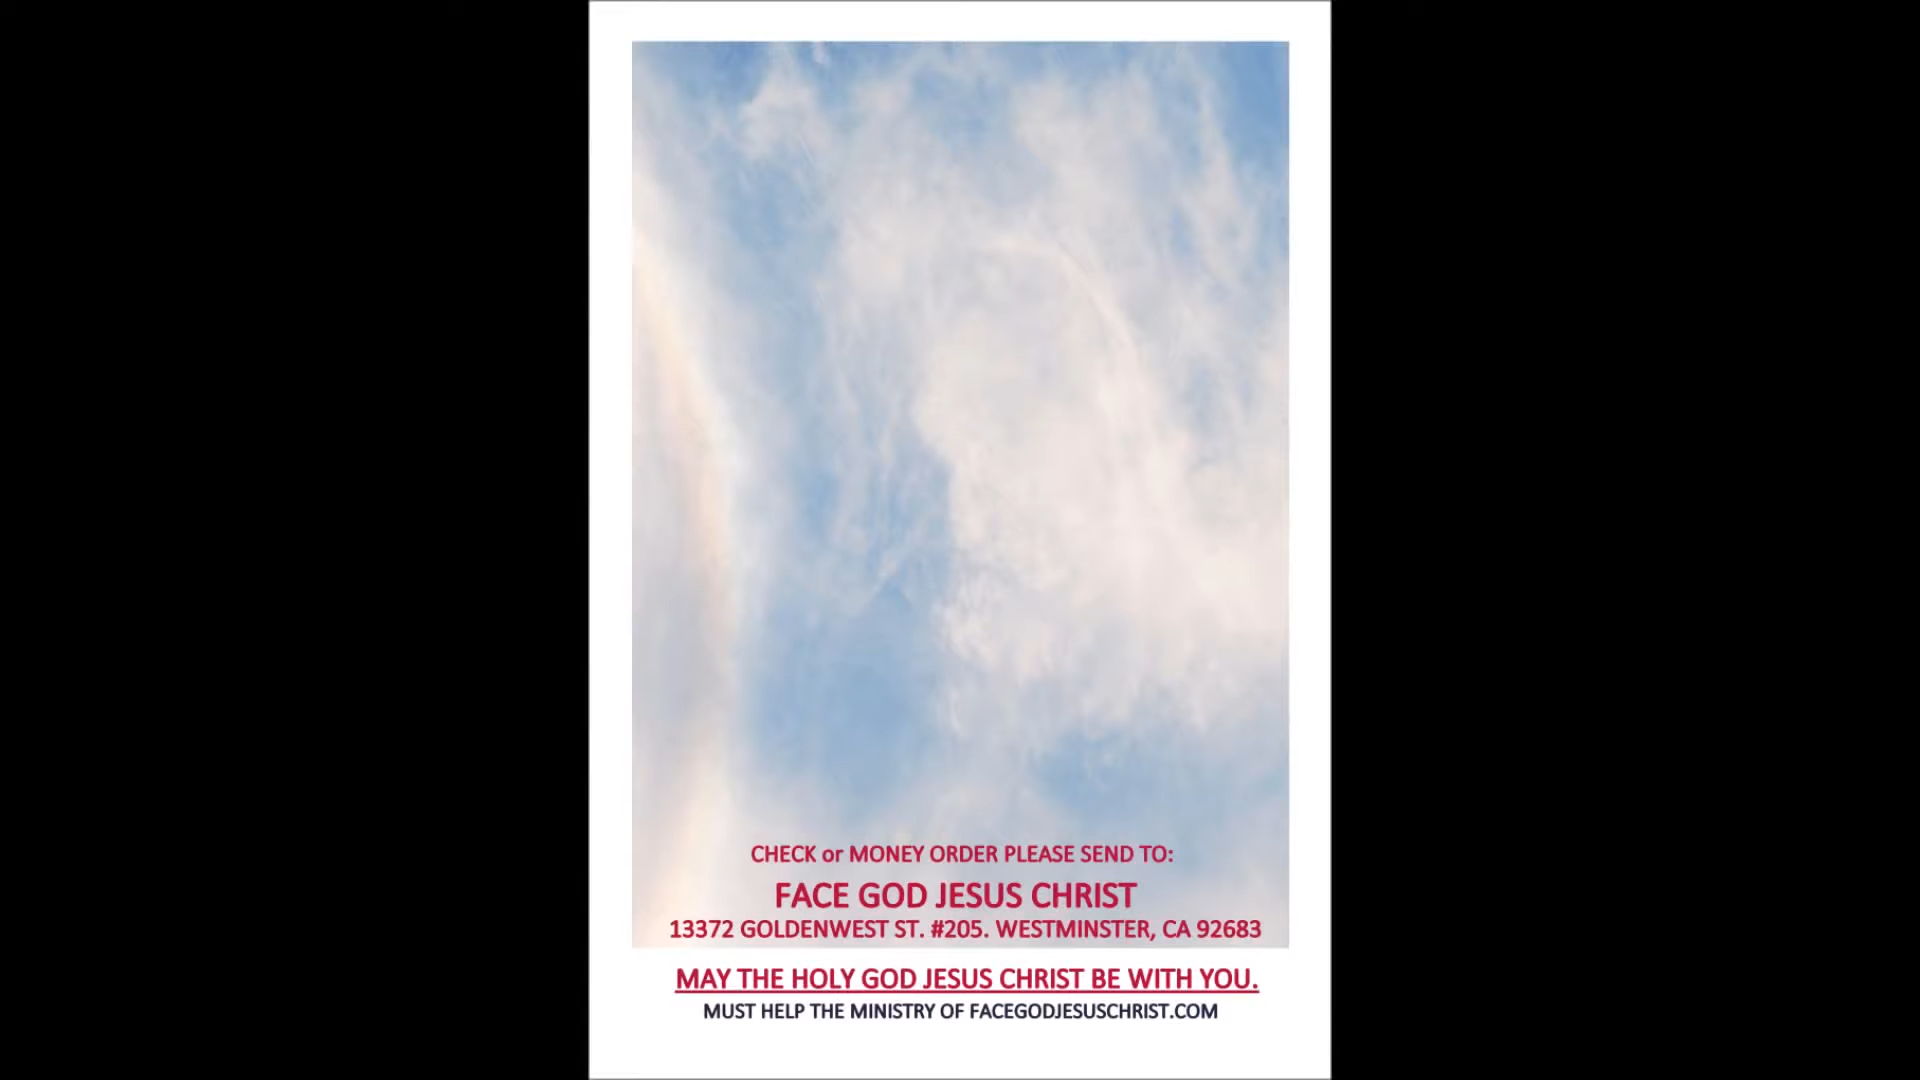 CHECK or MONEY ORDER PLEASE SEND TO:
FACE GOD JESUS CHRIST
13372 GOLDENWEST ST. #205. WESTMINSTER, CA 92683
MAY THE HOLY GOD JESUS CHRIST BE WITH YOU.
MUST HELP THE MINISTRY OF FACEGODJESUSCHRIST.COM